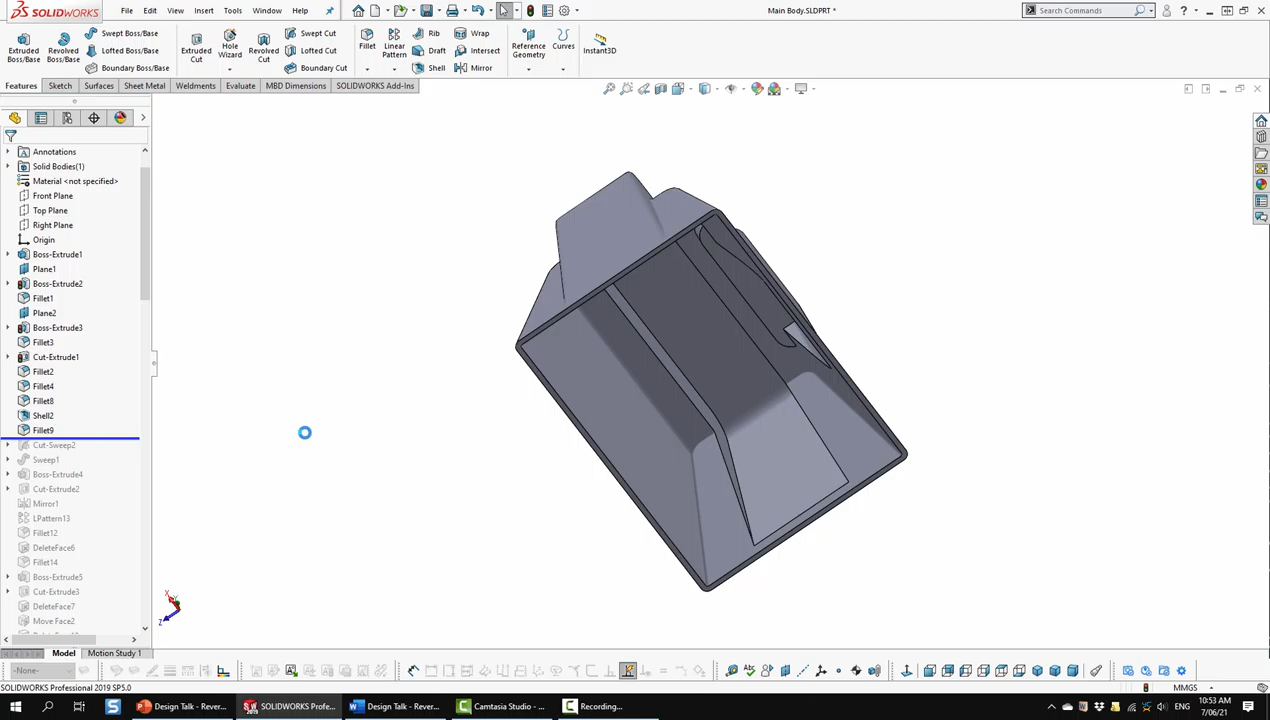 SOLIDWORKS File Edit View Insert Tools Window Help Main Body.SLDPRT * Search Commands
Extruded Boss/Base Revolved Boss/Base Swept Boss/Base Extruded Cut Hole Wizard Revolved Cut Swept Cut Fillet Linear Pattern Rib Wrap Reference Geometry Curves Instant3D
Lofted Boss/Base Lofted Cut Draft Intersect
Boundary Boss/Base Boundary Cut Shell Mirror
Features Sketch Surfaces Sheet Metal Weldments Evaluate MBD Dimensions SOLIDWORKS Add-Ins
Annotations
Solid Bodies(1)
Material <not specified>
Front Plane
Top Plane
Right Plane
Origin
Boss-Extrude1
Plane1
Boss-Extrude2
Fillet1
Plane2
Boss-Extrude3
Fillet3
Cut-Extrude1
Fillet2
Fillet4
Fillet8
Shell2
Fillet9
Cut-Sweep2
Sweep1
Boss-Extrude4
Cut-Extrude2
Mirror1
LPattern13
Fillet12
DeleteFace6
Fillet14
Boss-Extrude5
Cut-Extrude3
DeleteFace7
Move Face2
X
Y
Z
Model Motion Study 1
-None-
SOLIDWORKS Professional 2019 SP5.0 MMGS
Design Talk - Rever... SOLIDWORKS Profe... Design Talk - Rever... Camtasia Studio - ... Recording... ENG 10:53 AM
7/06/21